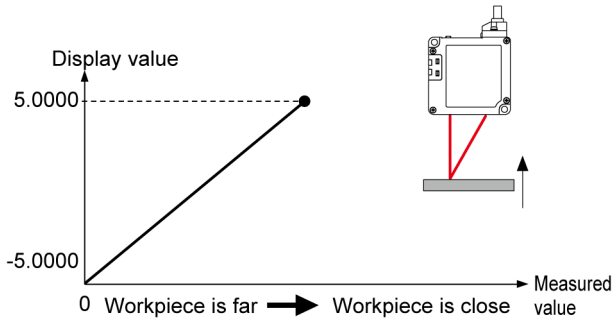 Display value
5.0000
-5.0000
0 Workpiece is far Workpiece is close
Measured
value